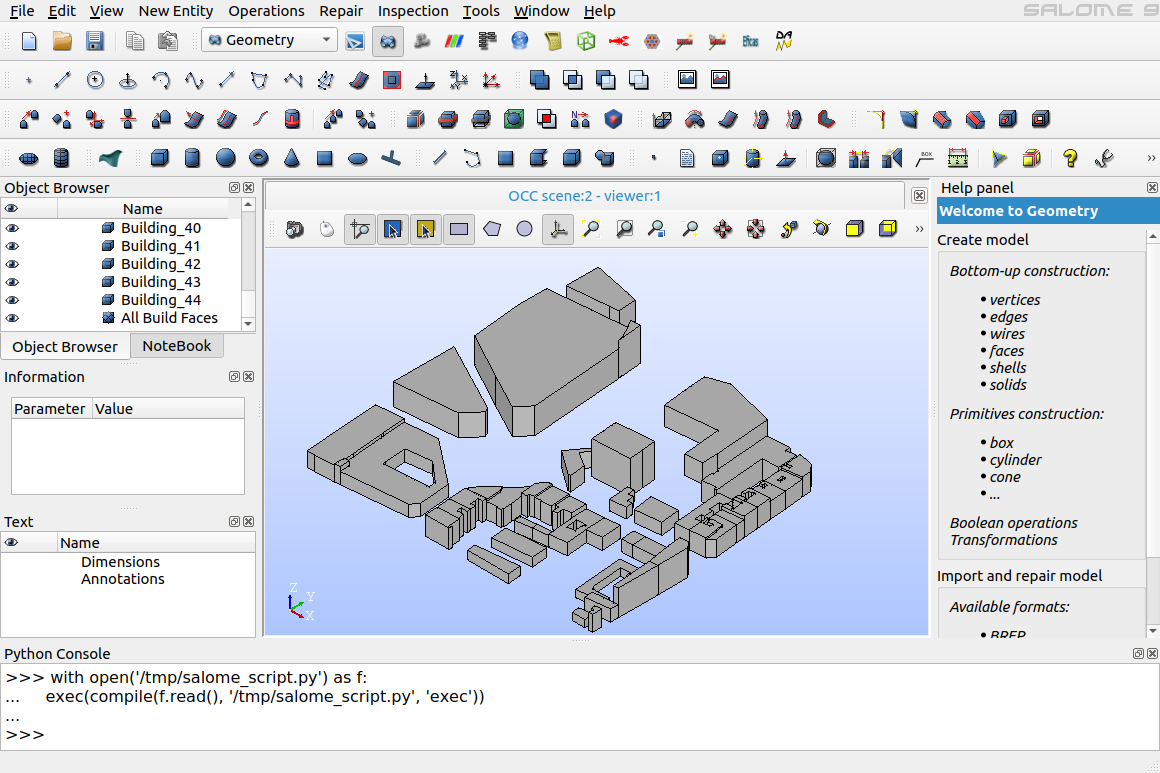 File Edit View New Entity Operations Repair Inspection Tools Window Help
SALOME 9
Geometry
Eficas
N
BOX
Object Browser
Name
Building_40
Building_41
Building_42
Building_43
Building_44
All Build Faces
Object Browser NoteBook
Information
Parameter Value
Text
Name
Dimensions
Annotations
OCC scene:2 - viewer:1
Z
Y
X
Help panel
Welcome to Geometry
Create model
Bottom-up construction:
• vertices
• edges
• wires
• faces
• shells
• solids
Primitives construction:
• box
• cylinder
• cone
• ...
Boolean operations
Transformations
Import and repair model
Available formats:
• BREP
Python Console
>>> with open('/tmp/salome_script.py') as f:
...     exec(compile(f.read(), '/tmp/salome_script.py', 'exec'))
...
>>>